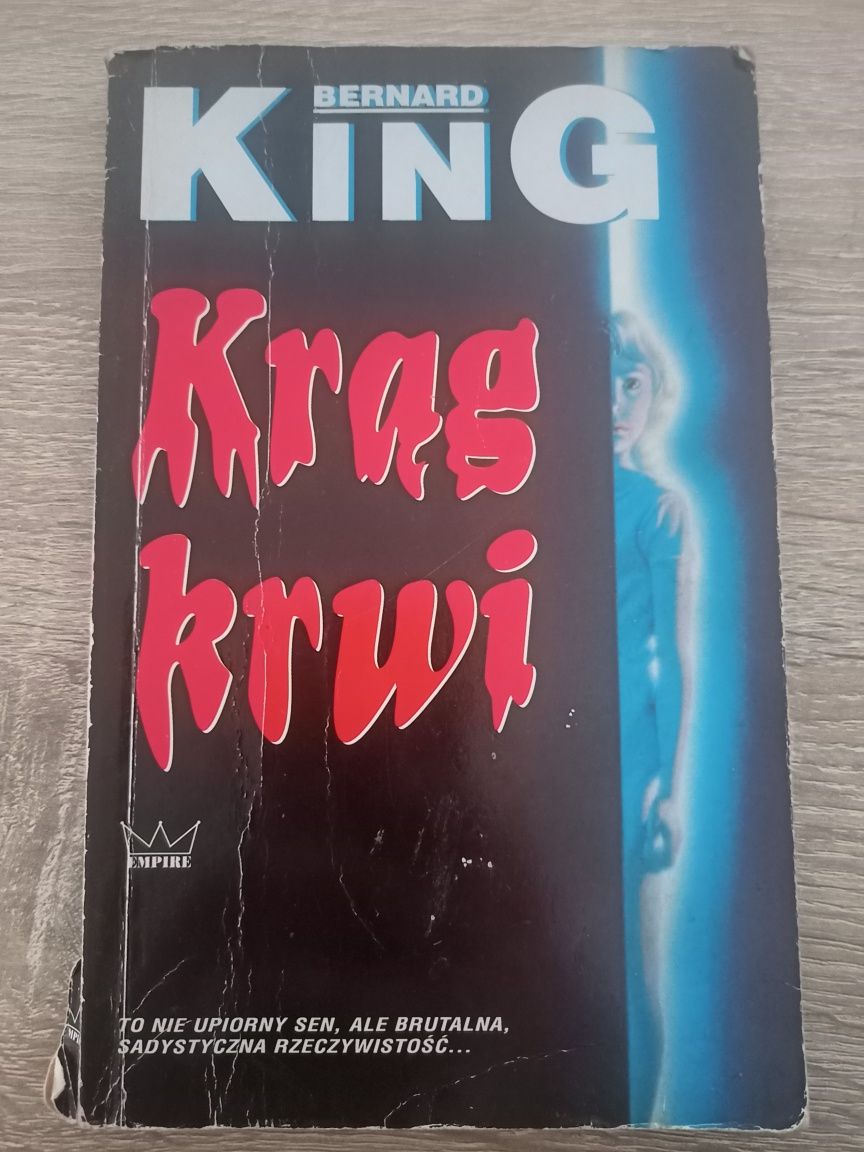 BERNARD
KING
Krąg
krwi
EMPIRE
TO NIE UPIORNY SEN, ALE BRUTALNA,
SADYSTYCZNA RZECZYWISTOŚĆ...